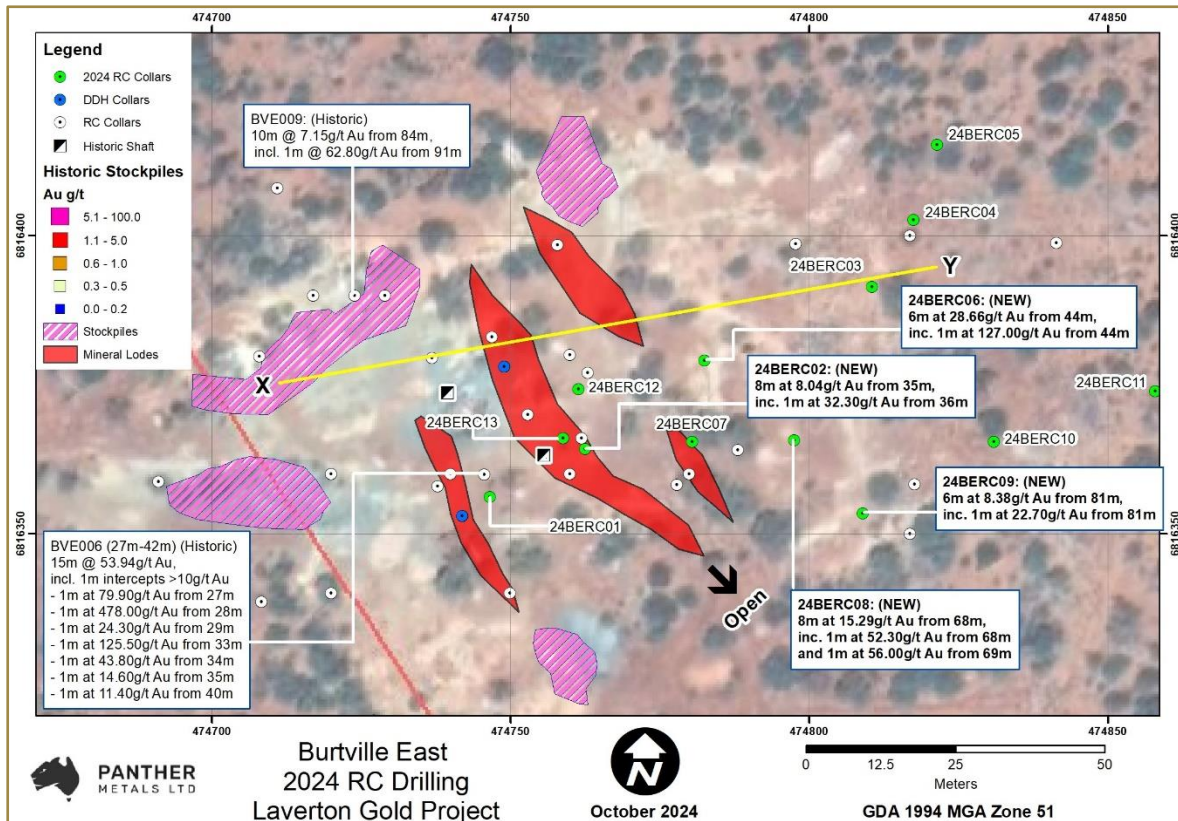 474700
474750
474800
474850
Legend
2024 RC Collars
DDH Collars
RC Collars
Historic Shaft
Historic Stockpiles
Au g/t
5.1 - 100.0
1.1 - 5.0
0.6 - 1.0
0.3 - 0.5
0.0 - 0.2
Stockpiles
Mineral Lodes
BVE009: (Historic)
10m @ 7.15g/t Au from 84m,
incl. 1m @ 62.80g/t Au from 91m
24BERC05
24BERC04
6816400
6816400
24BERC03
Y
24BERC06: (NEW)
6m at 28.66g/t Au from 44m,
inc. 1m at 127.00g/t Au from 44m
X
24BERC02: (NEW)
8m at 8.04g/t Au from 35m,
inc. 1m at 32.30g/t Au from 36m
24BERC12
24BERC11
24BERC13
24BERC07
24BERC10
24BERC09: (NEW)
6m at 8.38g/t Au from 81m,
inc. 1m at 22.70g/t Au from 81m
24BERC01
6816350
6816350
BVE006 (27m-42m) (Historic)
15m @ 53.94g/t Au,
incl. 1m intercepts >10g/t Au
- 1m at 79.90g/t Au from 27m
- 1m at 478.00g/t Au from 28m
- 1m at 24.30g/t Au from 29m
- 1m at 125.50g/t Au from 33m
- 1m at 43.80g/t Au from 34m
- 1m at 14.60g/t Au from 35m
- 1m at 11.40g/t Au from 40m
Open
24BERC08: (NEW)
8m at 15.29g/t Au from 68m,
inc. 1m at 52.30g/t Au from 68m
and 1m at 56.00g/t Au from 69m
474700
474750
474800
474850
PANTHER
METALS LTD
Burtville East
2024 RC Drilling
Laverton Gold Project
N
October 2024
0 12.5 25 50
Meters
GDA 1994 MGA Zone 51